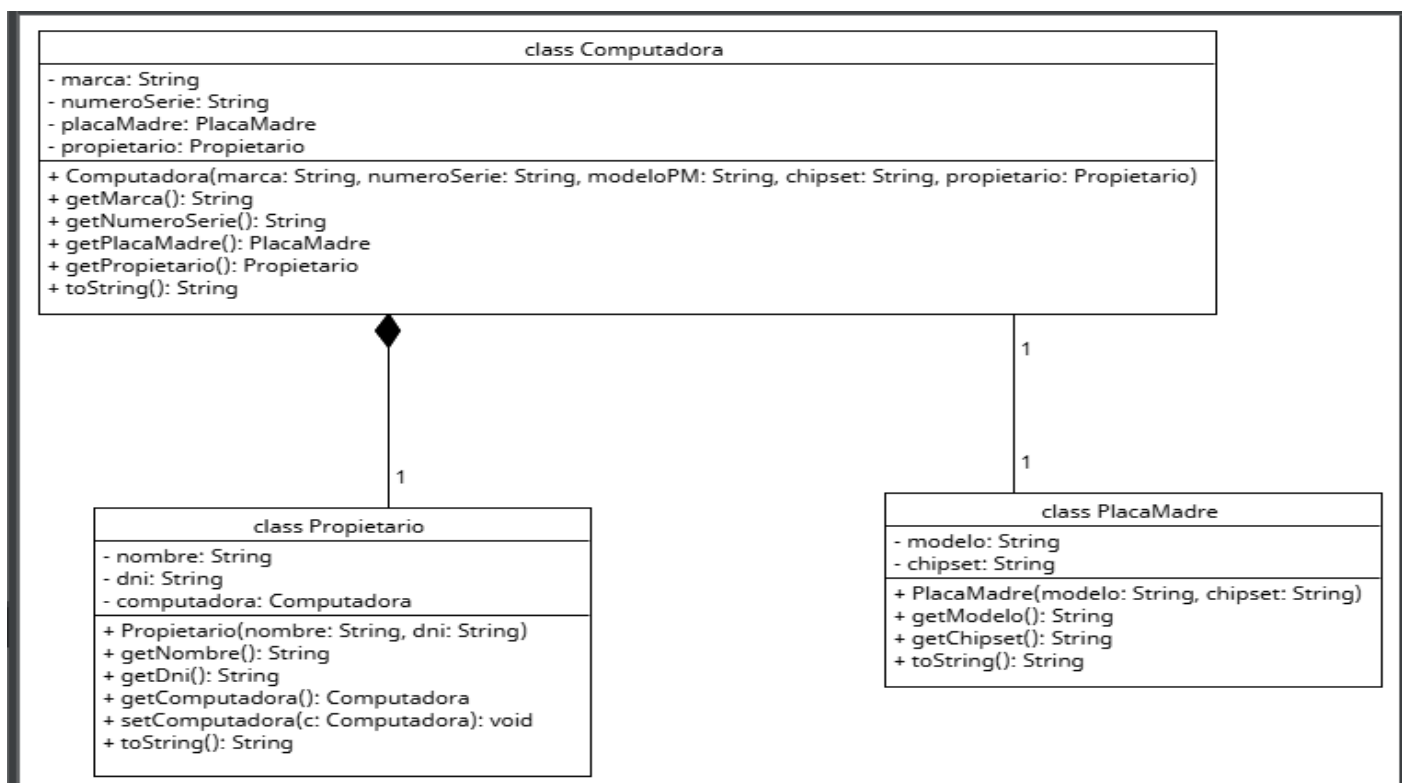 class Computadora
- marca: String
- numeroSerie: String
- placaMadre: PlacaMadre
- propietario: Propietario
+ Computadora(marca: String, numeroSerie: String, modeloPM: String, chipset: String, propietario: Propietario)
+ getMarca(): String
+ getNumeroSerie(): String
+ getPlacaMadre(): PlacaMadre
+ getPropietario(): Propietario
+ toString(): String
1
1
1
class Propietario
- nombre: String
- dni: String
- computadora: Computadora
+ Propietario(nombre: String, dni: String)
+ getNombre(): String
+ getDni(): String
+ getComputadora(): Computadora
+ setComputadora(c: Computadora): void
+ toString(): String
class PlacaMadre
- modelo: String
- chipset: String
+ PlacaMadre(modelo: String, chipset: String)
+ getModelo(): String
+ getChipset(): String
+ toString(): String